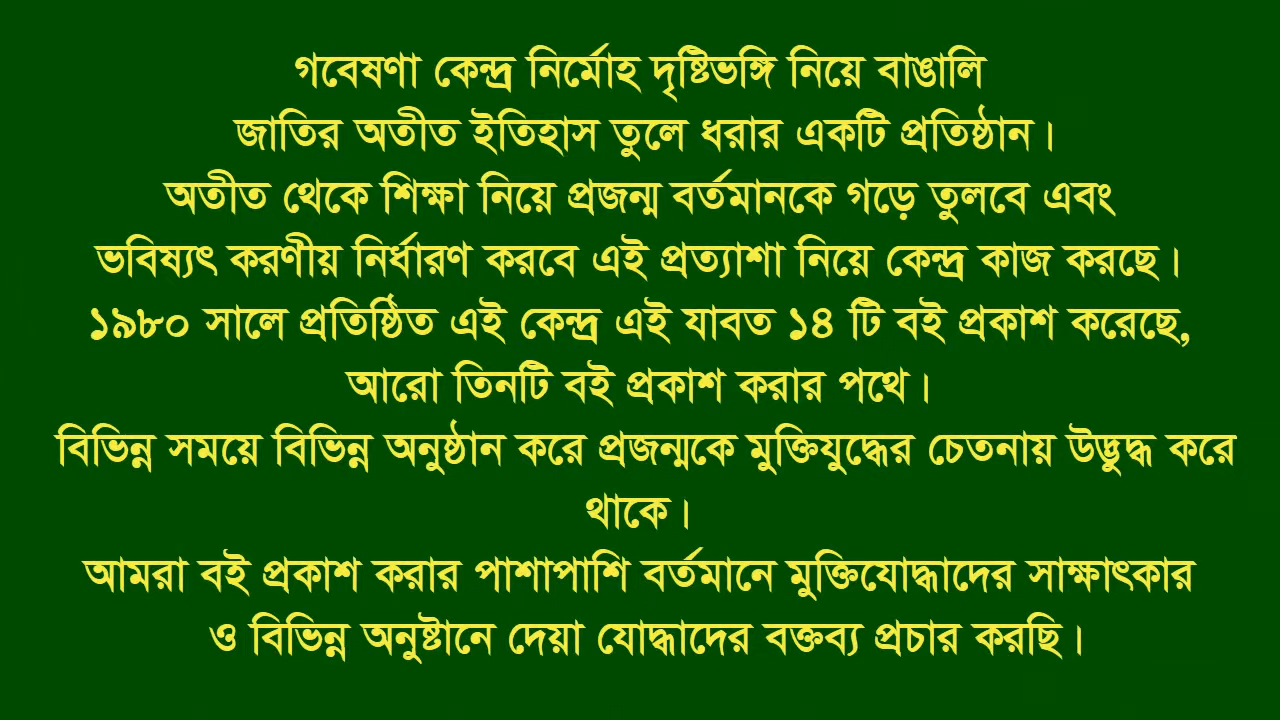 গবেষণা কেন্দ্র নির্মোহ দৃষ্টিভঙ্গি নিয়ে বাঙালি
জাতির অতীত ইতিহাস তুলে ধরার একটি প্রতিষ্ঠান।
অতীত থেকে শিক্ষা নিয়ে প্রজন্ম বর্তমানকে গড়ে তুলবে এবং
ভবিষ্যৎ করণীয় নির্ধারণ করবে এই প্রত্যাশা নিয়ে কেন্দ্র কাজ করছে।
১৯৮০ সালে প্রতিষ্ঠিত এই কেন্দ্র এই যাবত ১৪ টি বই প্রকাশ করেছে,
আরো তিনটি বই প্রকাশ করার পথে।
বিভিন্ন সময়ে বিভিন্ন অনুষ্ঠান করে প্রজন্মকে মুক্তিযুদ্ধের চেতনায় উদ্ভুদ্ধ করে
থাকে।
আমরা বই প্রকাশ করার পাশাপাশি বর্তমানে মুক্তিযোদ্ধাদের সাক্ষাৎকার
ও বিভিন্ন অনুষ্টানে দেয়া যোদ্ধাদের বক্তব্য প্রচার করছি।